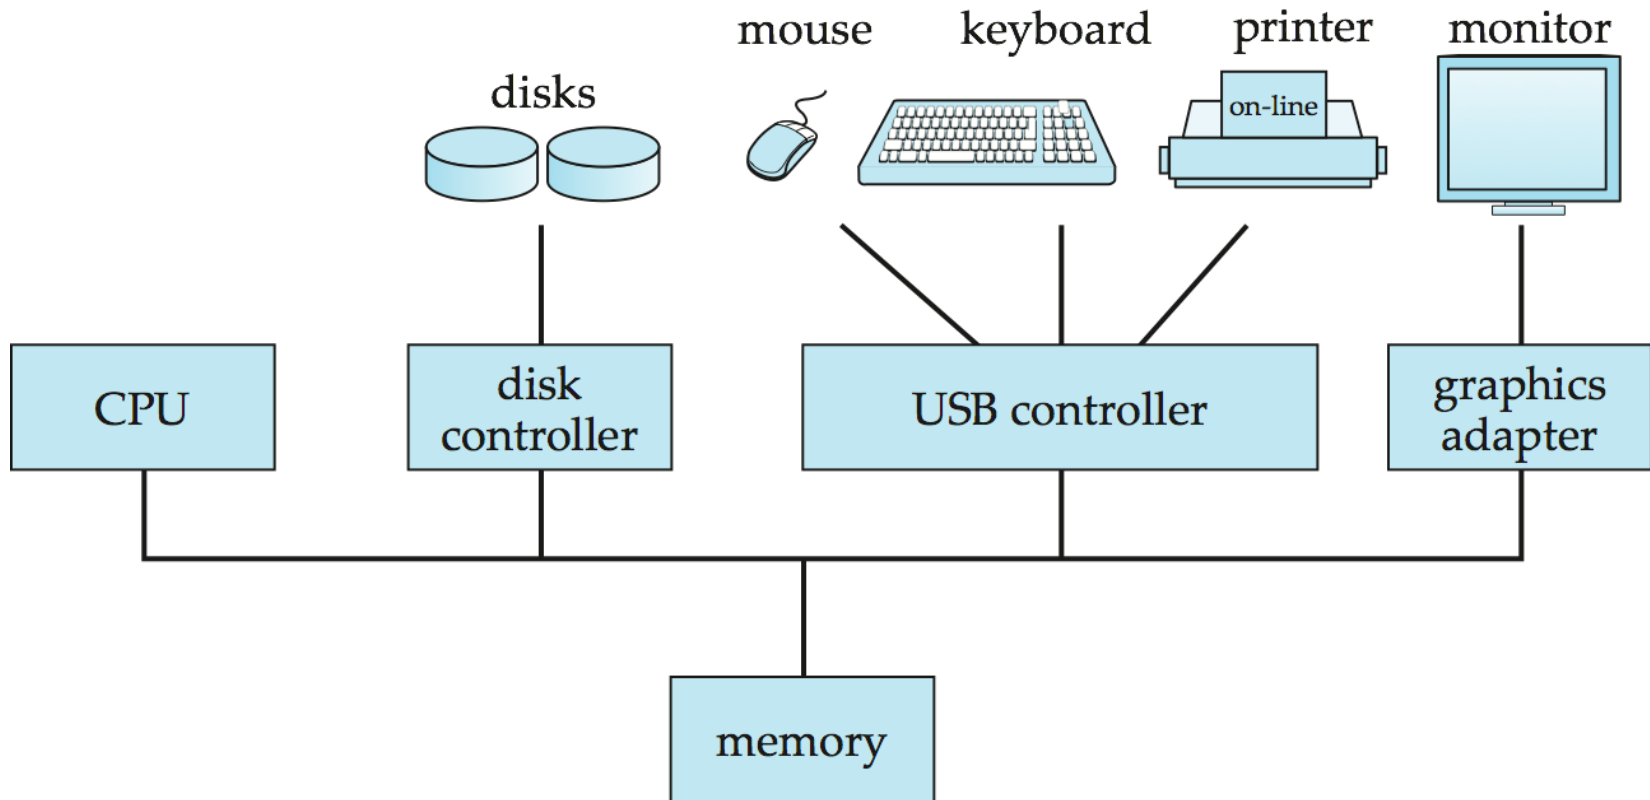 mouse
keyboard
printer
monitor
disks
on-line
CPU
disk
controller
USB controller
graphics
adapter
memory